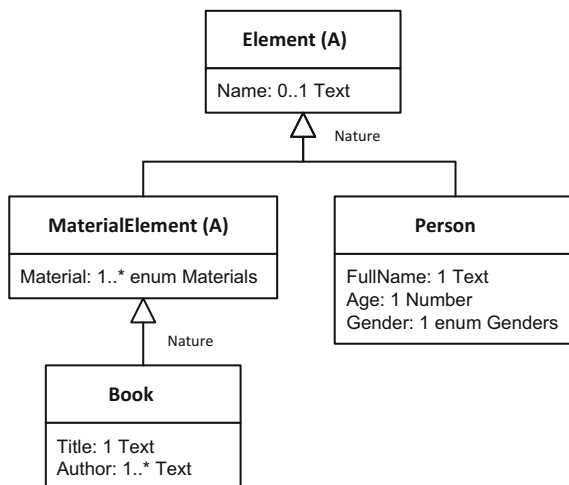 Element (A)
Name: 0..1 Text
Nature
MaterialElement (A)
Material: 1..* enum Materials
Person
FullName: 1 Text
Age: 1 Number
Gender: 1 enum Genders
Nature
Book
Title: 1 Text
Author: 1..* Text